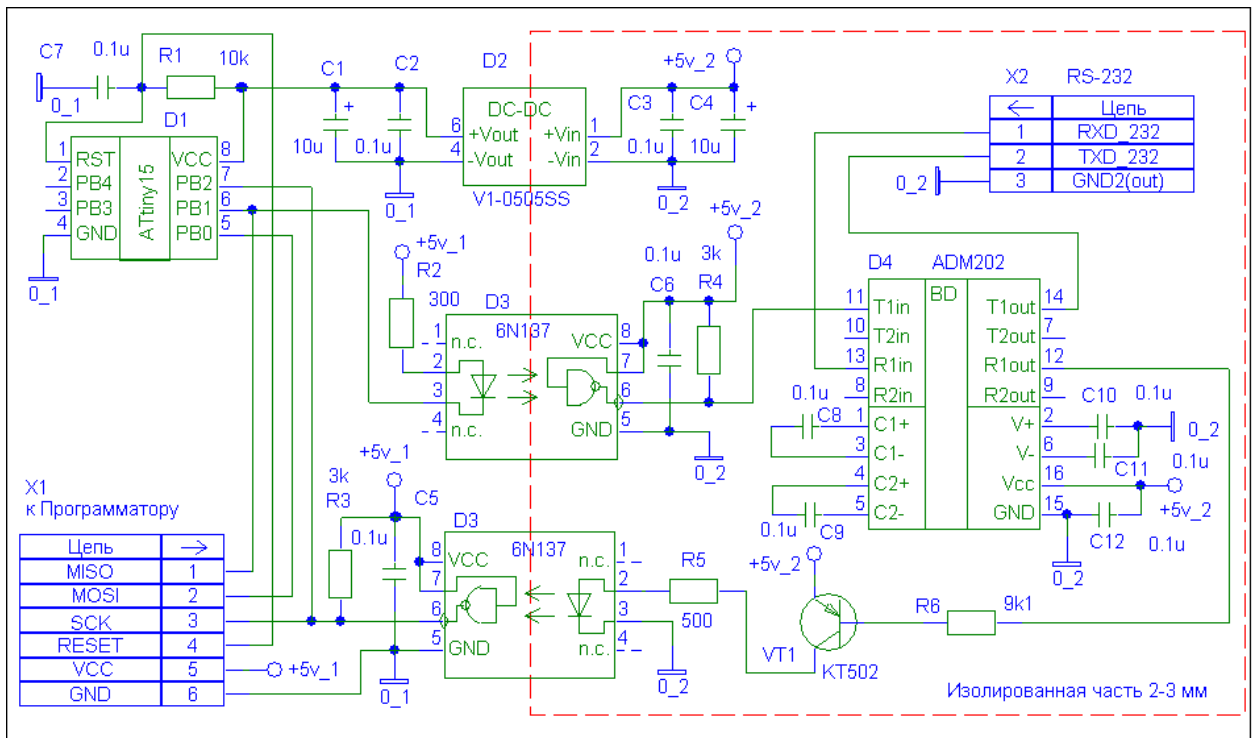 C7
0.1u
R1
10k
0_1
D1
1 RST VCC 8
2 PB4 PB2 7
3 PB3 PB1 6
4 GND PB0 5
ATtiny15
0_1
C1
+
10u
C2
0.1u
0_1
D2
DC-DC
6 +Vout +Vin 1
4 -Vout -Vin 2
V1-0505SS
+5v_2
C3
0.1u
C4
+
10u
0_2
X2 RS-232
← Цепь
1 RXD_232
2 TXD_232
3 GND2(out)
0_2
+5v_1
R2
300
D3
6N137
1 n.c. VCC 8
2 7
3 6
4 n.c. GND 5
+5v_2
0.1u
C6
3k
R4
0_2
D4 ADM202
BD
11 T1in T1out 14
10 T2in T2out 7
13 R1in R1out 12
8 R2in R2out 9
1 C1+ V+ 2
3 C1- V- 6
4 C2+ Vcc 16
5 C2- GND 15
0.1u
C8
0.1u
C9
C10
0.1u
0_2
C11
0.1u
+5v_2
C12
0.1u
0_2
+5v_1
3k
R3
0.1u
C5
0_1
D3
6N137
8 VCC n.c. 1
7 2
6 3
5 GND n.c. 4
R5
500
0_2
+5v_2
VT1
KT502
R6
9k1
X1
к Программатору
Цепь →
MISO 1
MOSI 2
SCK 3
RESET 4
VCC 5
+5v_1
GND 6
Изолированная часть 2-3 мм